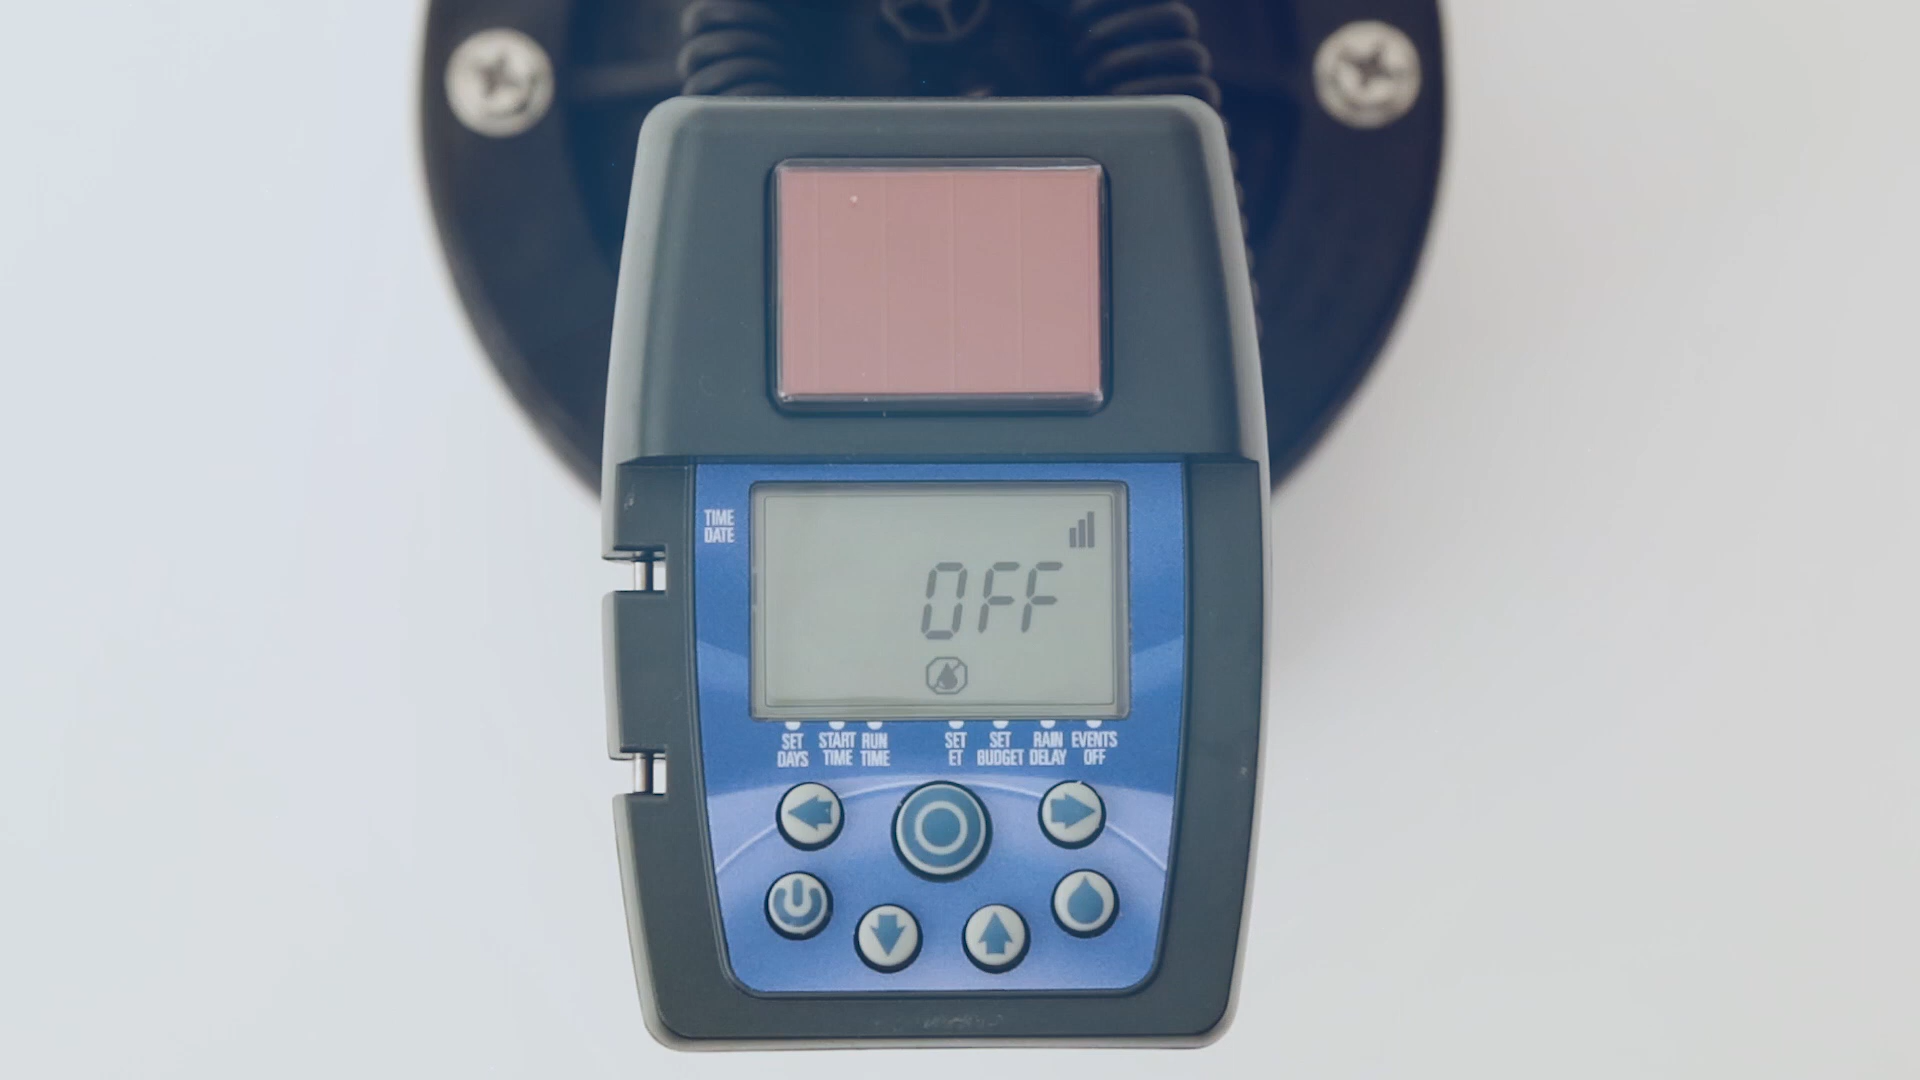 TIME
DATE
OFF
SET
DAYS
START
TIME
RUN
TIME
SET
ET
SET
BUDGET
RAIN
DELAY
EVENTS
OFF